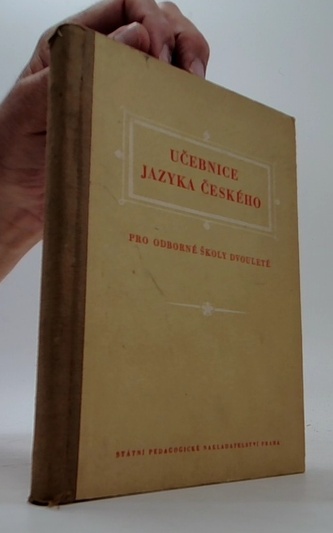 UČEBNICE
JAZYKA ČESKÉHO
PRO ODBORNÉ ŠKOLY DVOULETÉ
STÁTNÍ PEDAGOGICKÉ NAKLADATELSTVÍ PRAHA